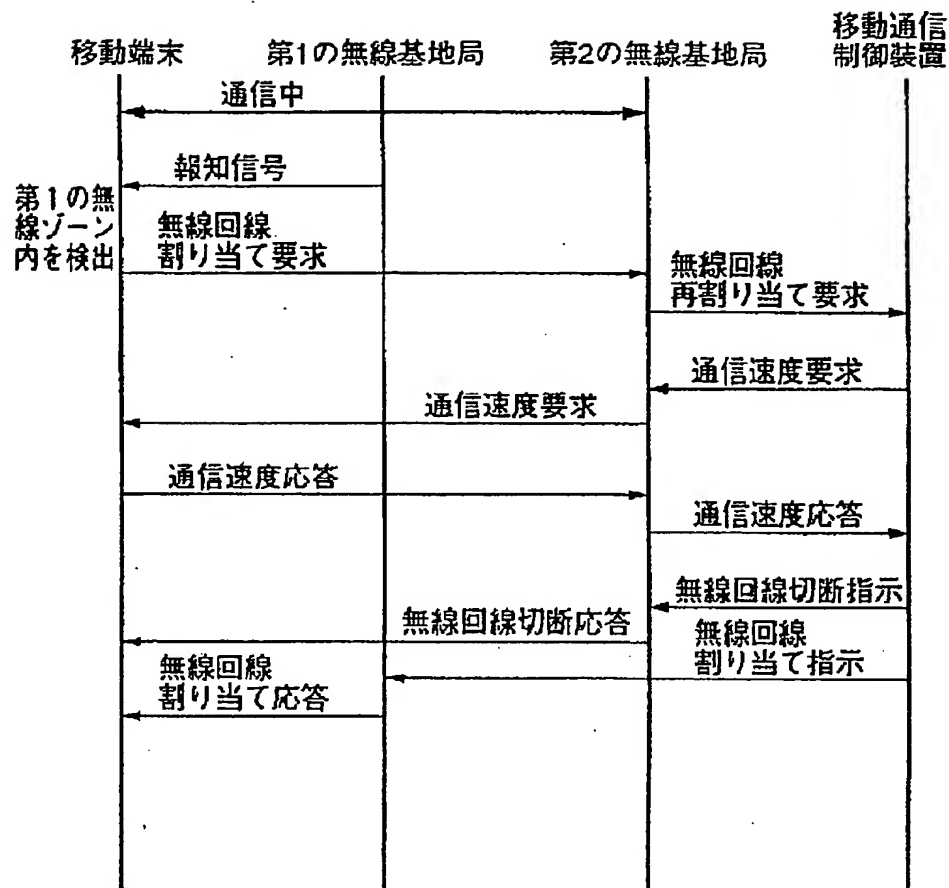 移動端末
第1の無線基地局
第2の無線基地局
移動通信
制御装置
通信中
報知信号
第1の無
線ゾーン
内を検出
無線回線
割り当て要求
無線回線
再割り当て要求
通信速度要求
通信速度要求
通信速度応答
通信速度応答
無線回線切断指示
無線回線切断応答
無線回線
割り当て指示
無線回線
割り当て応答